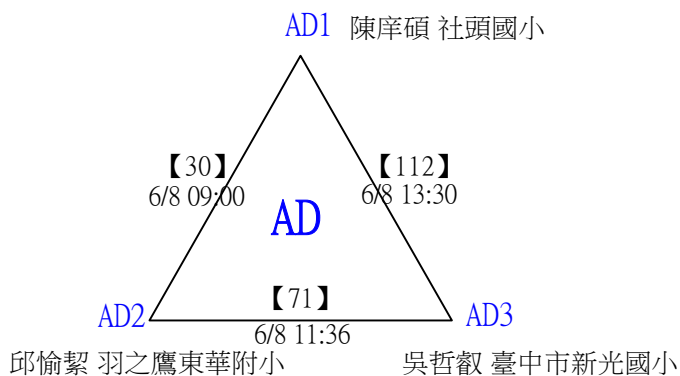 AD1 陳庠碩 社頭國小
【30】 【112】
6/8 09:00 6/8 13:30
AD
【71】
AD2 AD3
6/8 11:36
邱愉絜 羽之鷹東華附小 吳哲叡 臺中市新光國小